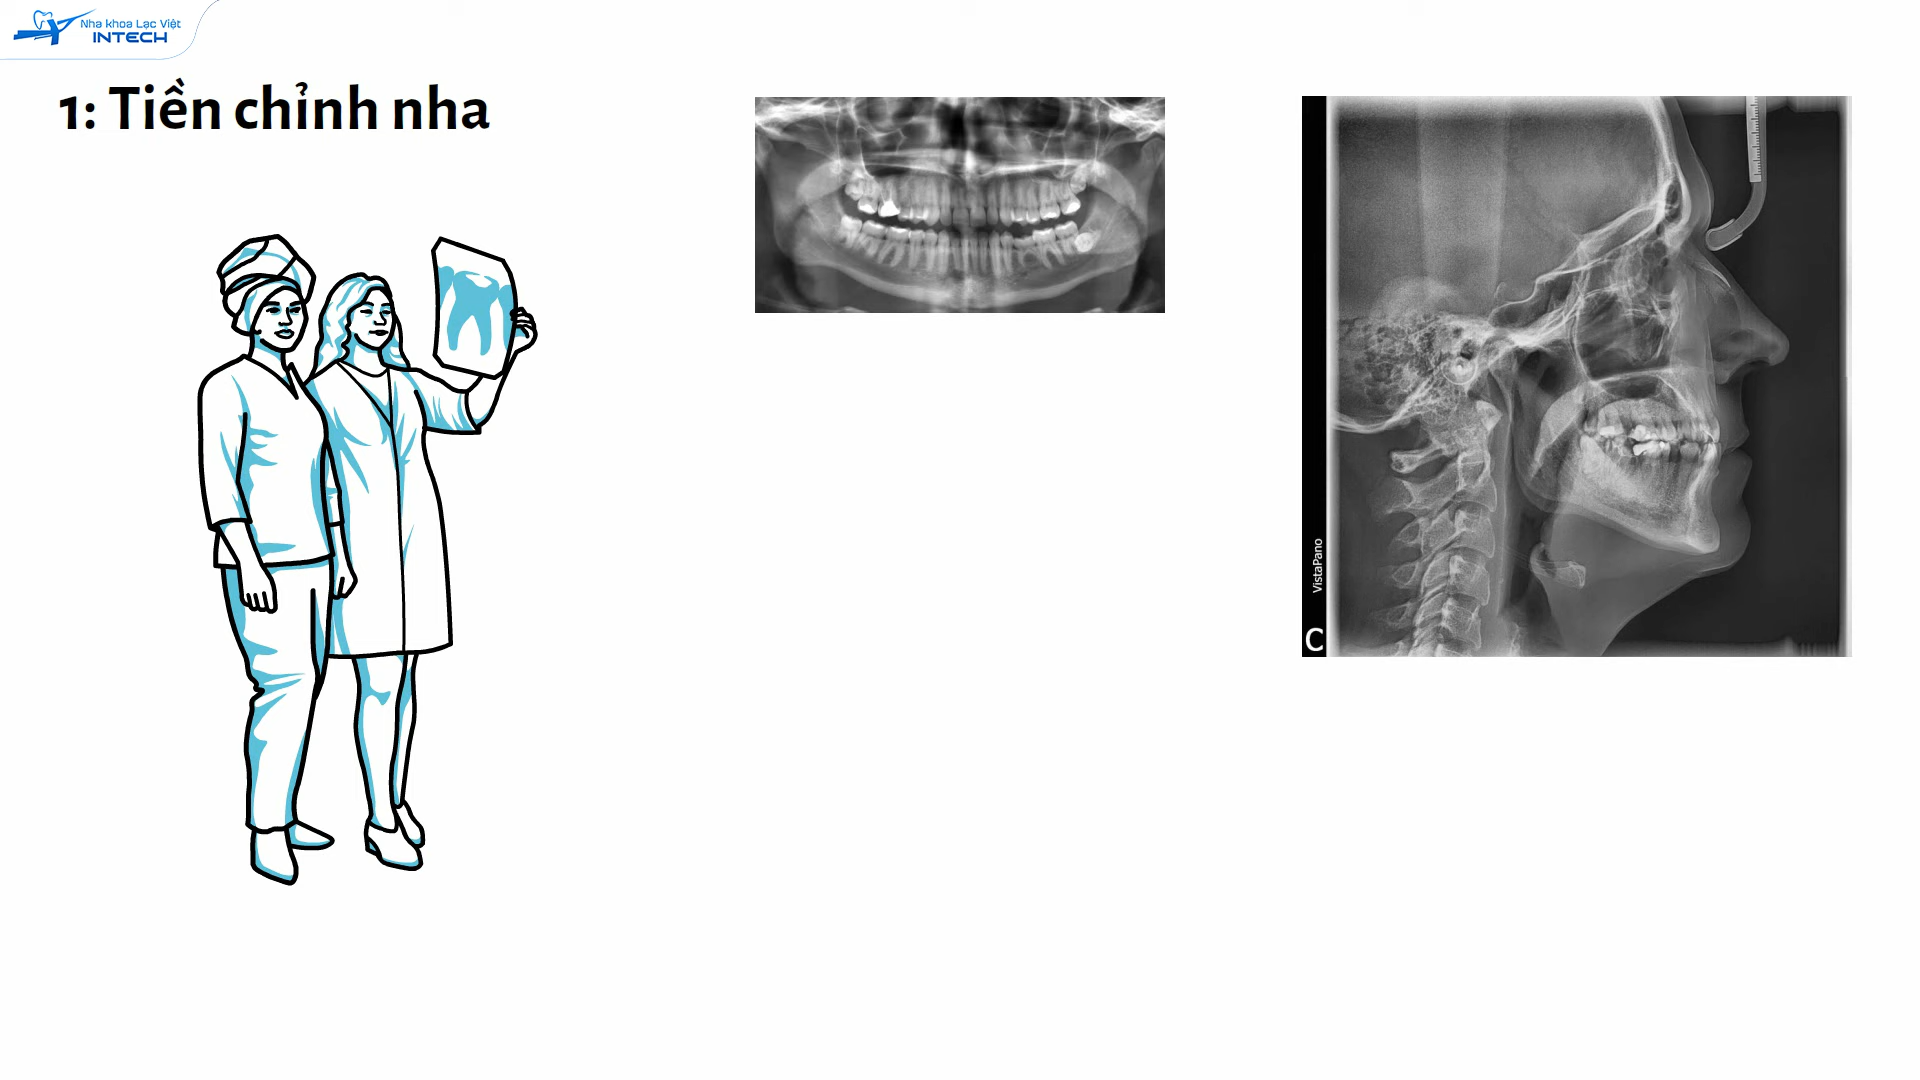 Nha khoa Lạc Việt
INTECH
1: Tiền chỉnh nha
VistaPano
C